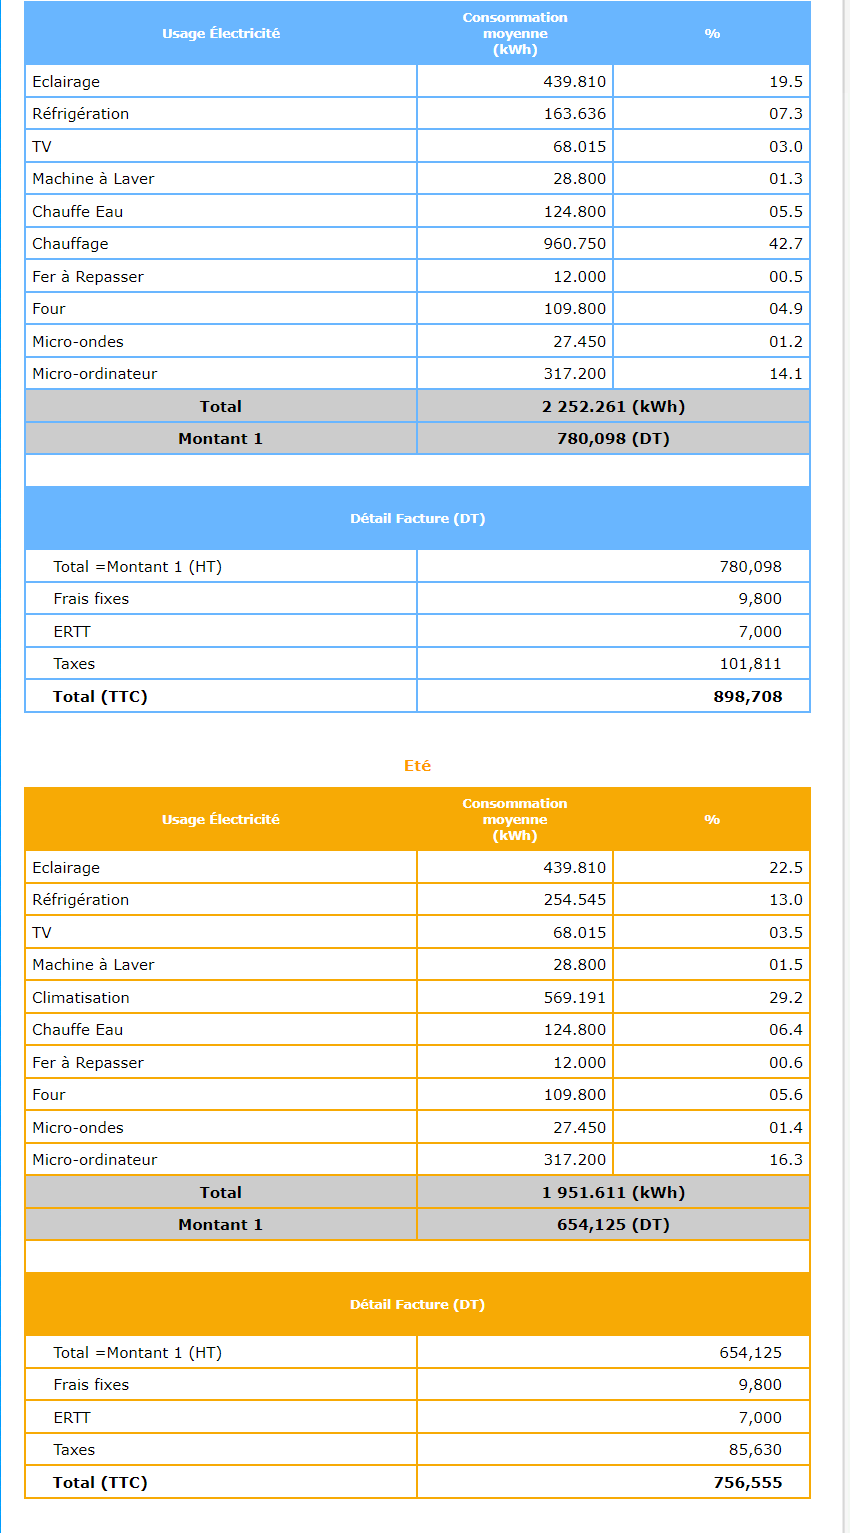 Usage Électricité Consommation moyenne (kWh) %
Eclairage 439.810 19.5
Réfrigération 163.636 07.3
TV 68.015 03.0
Machine à Laver 28.800 01.3
Chauffe Eau 124.800 05.5
Chauffage 960.750 42.7
Fer à Repasser 12.000 00.5
Four 109.800 04.9
Micro-ondes 27.450 01.2
Micro-ordinateur 317.200 14.1
Total 2 252.261 (kWh)
Montant 1 780,098 (DT)
Détail Facture (DT)
Total =Montant 1 (HT) 780,098
Frais fixes 9,800
ERTT 7,000
Taxes 101,811
Total (TTC) 898,708
Eté
Usage Électricité Consommation moyenne (kWh) %
Eclairage 439.810 22.5
Réfrigération 254.545 13.0
TV 68.015 03.5
Machine à Laver 28.800 01.5
Climatisation 569.191 29.2
Chauffe Eau 124.800 06.4
Fer à Repasser 12.000 00.6
Four 109.800 05.6
Micro-ondes 27.450 01.4
Micro-ordinateur 317.200 16.3
Total 1 951.611 (kWh)
Montant 1 654,125 (DT)
Détail Facture (DT)
Total =Montant 1 (HT) 654,125
Frais fixes 9,800
ERTT 7,000
Taxes 85,630
Total (TTC) 756,555